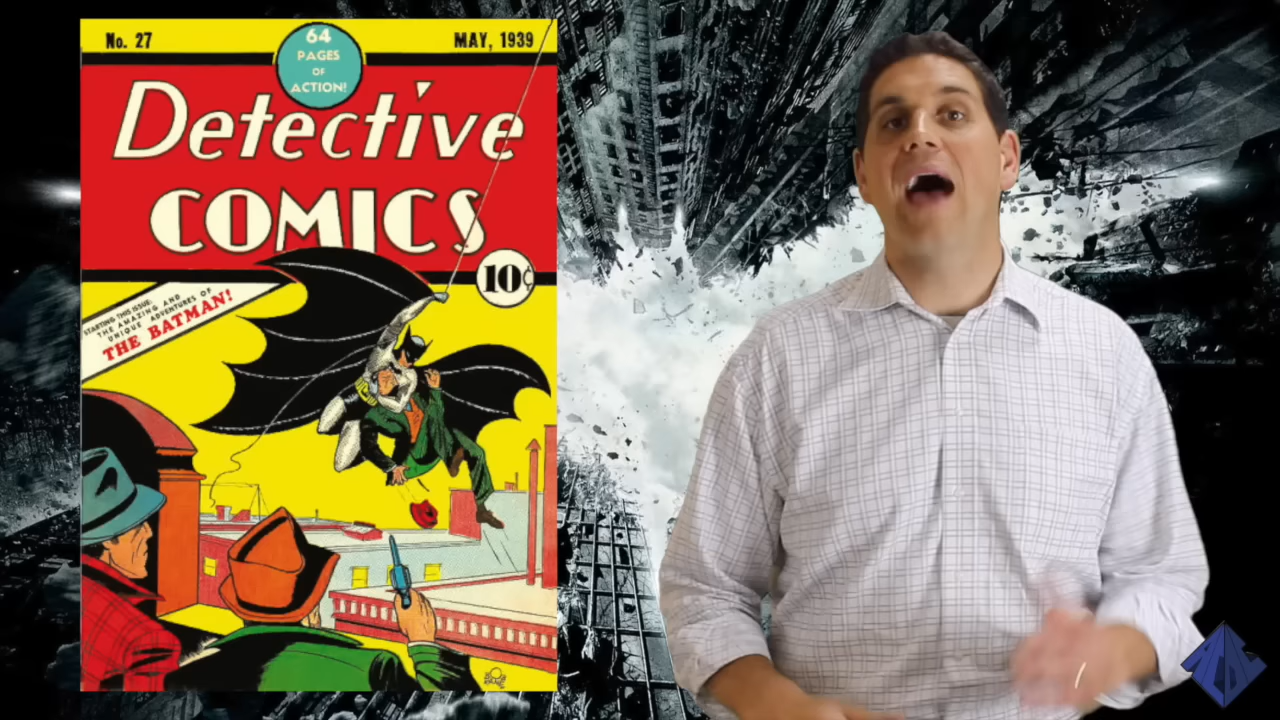 No. 27
64
PAGES
OF
ACTION!
MAY, 1939
Detective
COMICS
10¢
STARTING THIS ISSUE:
THE AMAZING AND
UNIQUE ADVENTURES OF
THE BATMAN!